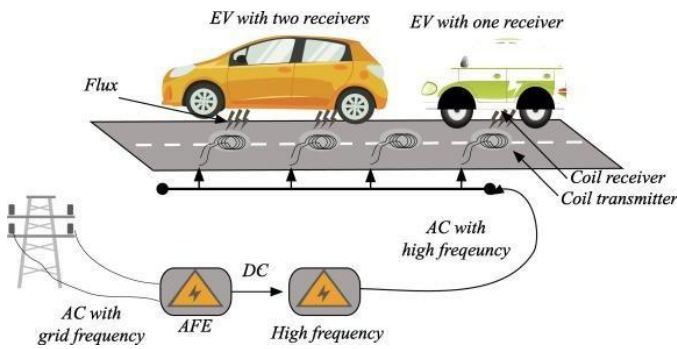 EV with two receivers
EV with one receiver
Flux
Coil receiver
Coil transmitter
AC with
high freqeuncy
DC
AC with
grid frequency
AFE
High frequency